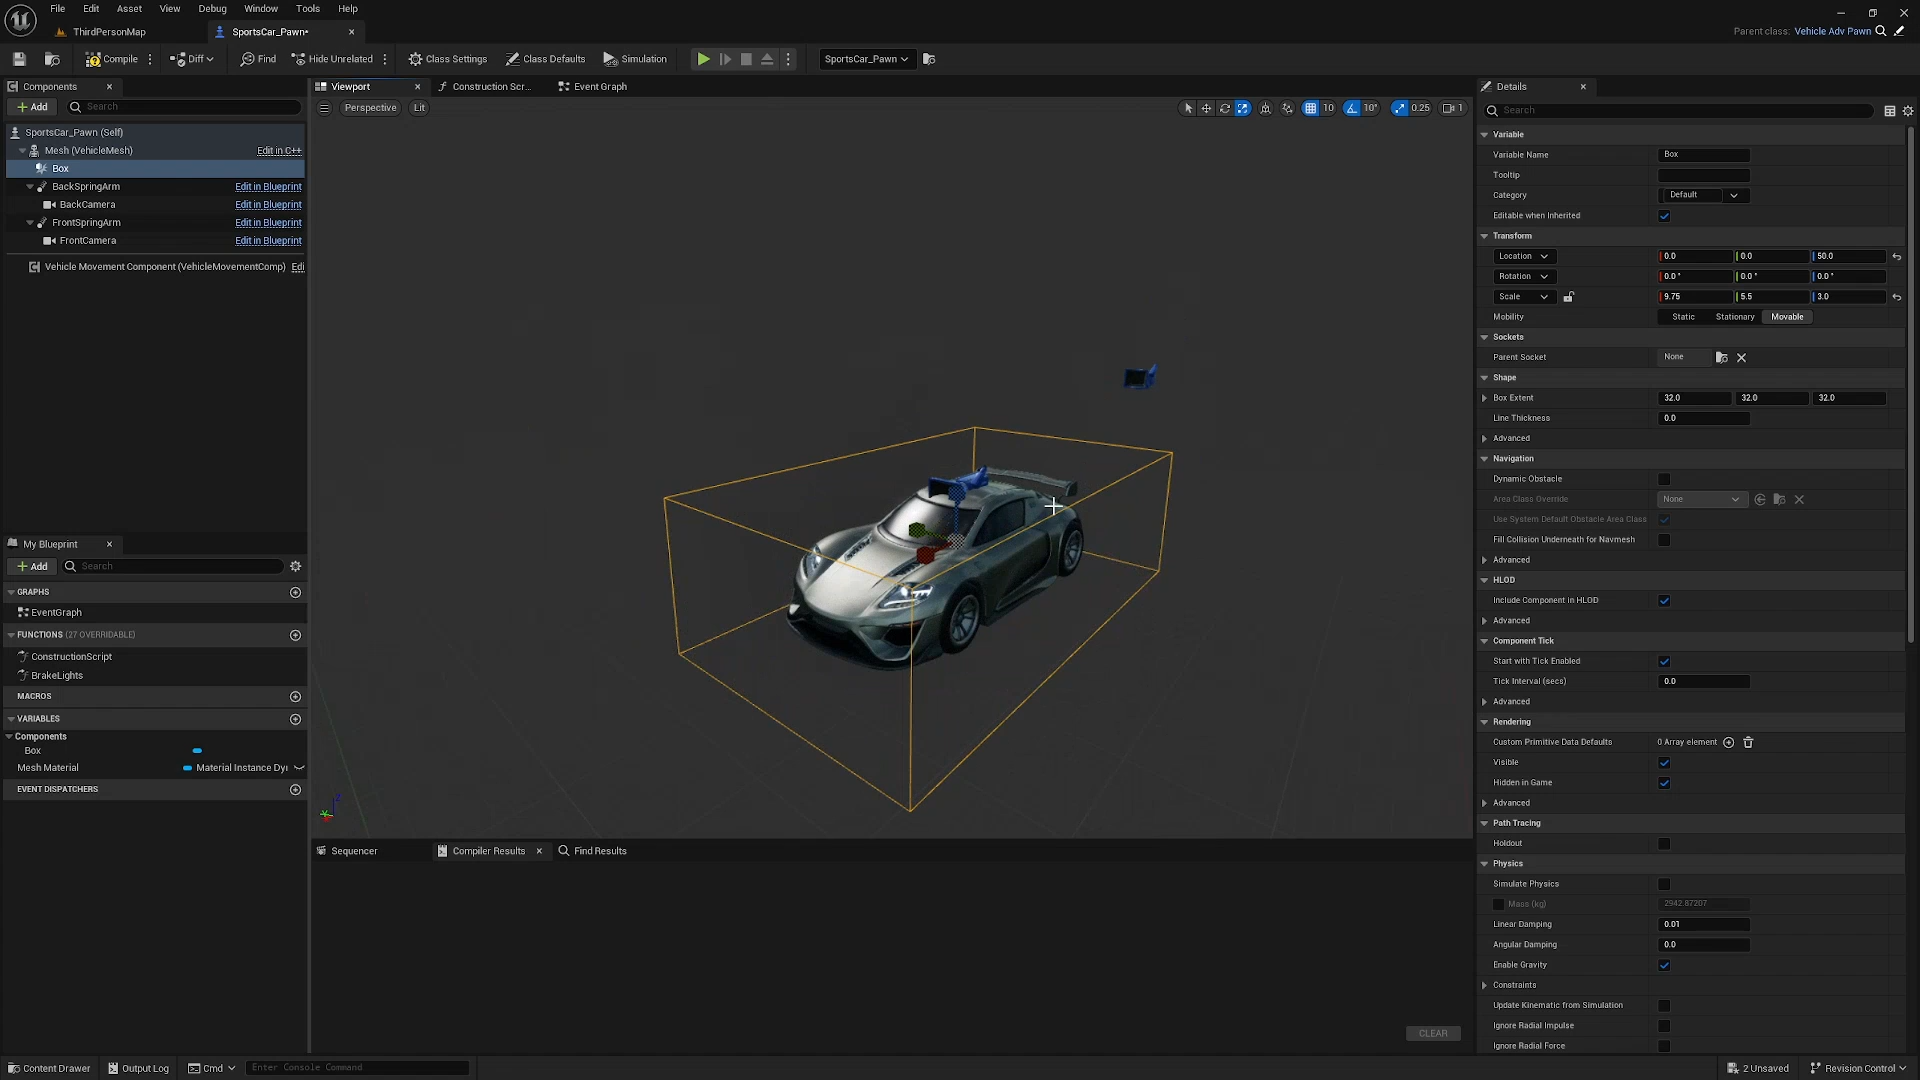 File Edit Asset View Debug Window Tools Help
ThirdPersonMap
SportsCar_Pawn•
Parent class: Vehicle Adv Pawn
Compile
Diff
Find
Hide Unrelated
Class Settings
Class Defaults
Simulation
SportsCar_Pawn
Components
Add
Search
SportsCar_Pawn (Self)
Mesh (VehicleMesh) Edit in C++
Box
BackSpringArm Edit in Blueprint
BackCamera Edit in Blueprint
FrontSpringArm Edit in Blueprint
FrontCamera Edit in Blueprint
Vehicle Movement Component (VehicleMovementComp) Edi
My Blueprint
Add
Search
GRAPHS
EventGraph
FUNCTIONS (27 OVERRIDABLE)
ConstructionScript
BrakeLights
MACROS
VARIABLES
Components
Box
Mesh Material Material Instance Dyı
EVENT DISPATCHERS
Viewport
Construction Scr...
Event Graph
Perspective
Lit
10
10°
0.25
1
Sequencer
Compiler Results
Find Results
CLEAR
Details
Search
Variable
Variable Name Box
Tooltip
Category Default
Editable when Inherited
Transform
Location 0.0 0.0 50.0
Rotation 0.0 ° 0.0 ° 0.0 °
Scale 9.75 5.5 3.0
Mobility Static Stationary Movable
Sockets
Parent Socket None
Shape
Box Extent 32.0 32.0 32.0
Line Thickness 0.0
Advanced
Navigation
Dynamic Obstacle
Area Class Override None
Use System Default Obstacle Area Class
Fill Collision Underneath for Navmesh
Advanced
HLOD
Include Component in HLOD
Advanced
Component Tick
Start with Tick Enabled
Tick Interval (secs) 0.0
Advanced
Rendering
Custom Primitive Data Defaults 0 Array element
Visible
Hidden in Game
Advanced
Path Tracing
Holdout
Physics
Simulate Physics
Mass (kg) 2942.87207
Linear Damping 0.01
Angular Damping 0.0
Enable Gravity
Constraints
Update Kinematic from Simulation
Ignore Radial Impulse
Ignore Radial Force
Content Drawer
Output Log
Cmd
Enter Console Command
2 Unsaved
Revision Control